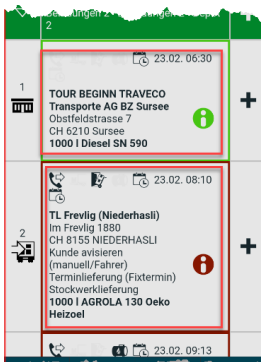 2
23.02. 06:30
1
TOUR BEGINN TRAVECO
Transporte AG BZ Sursee
Obstfeldstrasse 7
CH 6210 Sursee
1000 l Diesel SN 590
23.02. 08:10
2
TL Frevlig (Niederhasli)
Im Frevlig 1880
CH 8155 NIEDERHASLI
Kunde avisieren
(manuell/Fahrer)
Terminlieferung (Fixtermin)
Stockwerklieferung
1000 l AGROLA 130 Oeko
Heizoel
23.02. 09:13